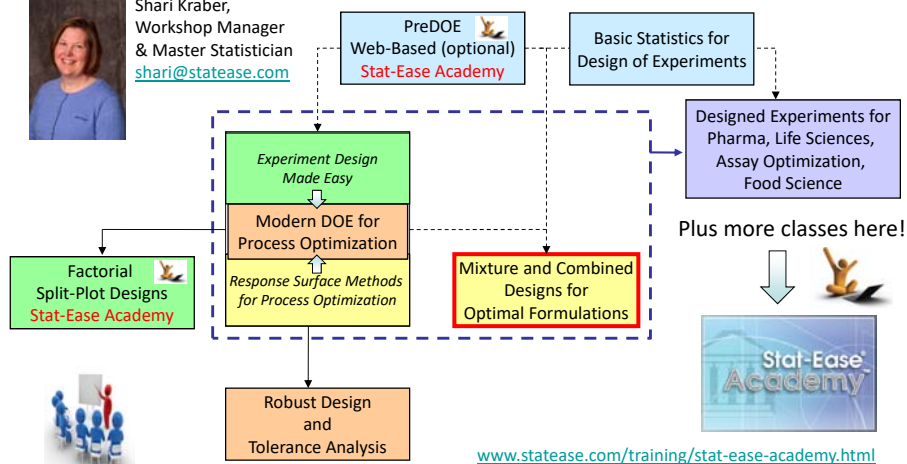 Shari Kraber,
Workshop Manager
& Master Statistician
shari@statease.com
PreDOE
Web-Based (optional)
Stat-Ease Academy
Basic Statistics for
Design of Experiments
Designed Experiments for
Pharma, Life Sciences,
Assay Optimization,
Food Science
Experiment Design
Made Easy
Modern DOE for
Process Optimization
Response Surface Methods
for Process Optimization
Factorial
Split-Plot Designs
Stat-Ease Academy
Mixture and Combined
Designs for
Optimal Formulations
Robust Design
and
Tolerance Analysis
Plus more classes here!
Stat-Ease®
Academy
www.statease.com/training/stat-ease-academy.html